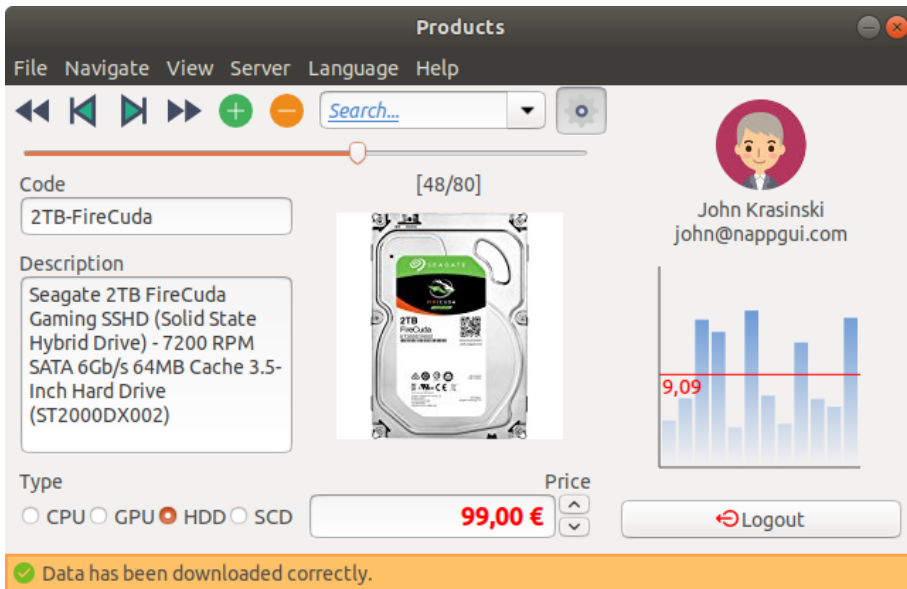 Products
File Navigate View Server Language Help
Search...
Code
[48/80]
2TB-FireCuda
John Krasinski
john@nappgui.com
Description
Seagate 2TB FireCuda
Gaming SSHD (Solid State
Hybrid Drive) - 7200 RPM
SATA 6Gb/s 64MB Cache 3.5-
Inch Hard Drive
(ST2000DX002)
SEAGATE
FIRECUDA
2TB
FireCuda
9,09
Type
Price
CPU GPU HDD SCD
99,00 €
Logout
Data has been downloaded correctly.